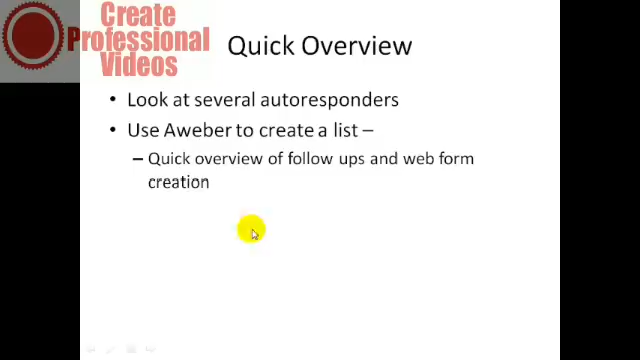 Create
Professional
Videos
Quick Overview
• Look at several autoresponders
• Use Aweber to create a list –
– Quick overview of follow ups and web form
creation